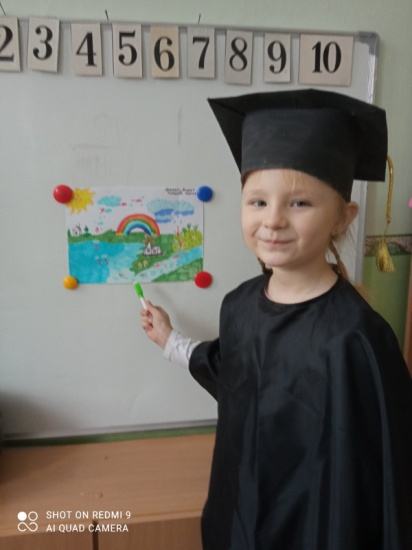 2 3 4 5 6 7 8 9 10
SHOT ON REDMI 9
AI QUAD CAMERA